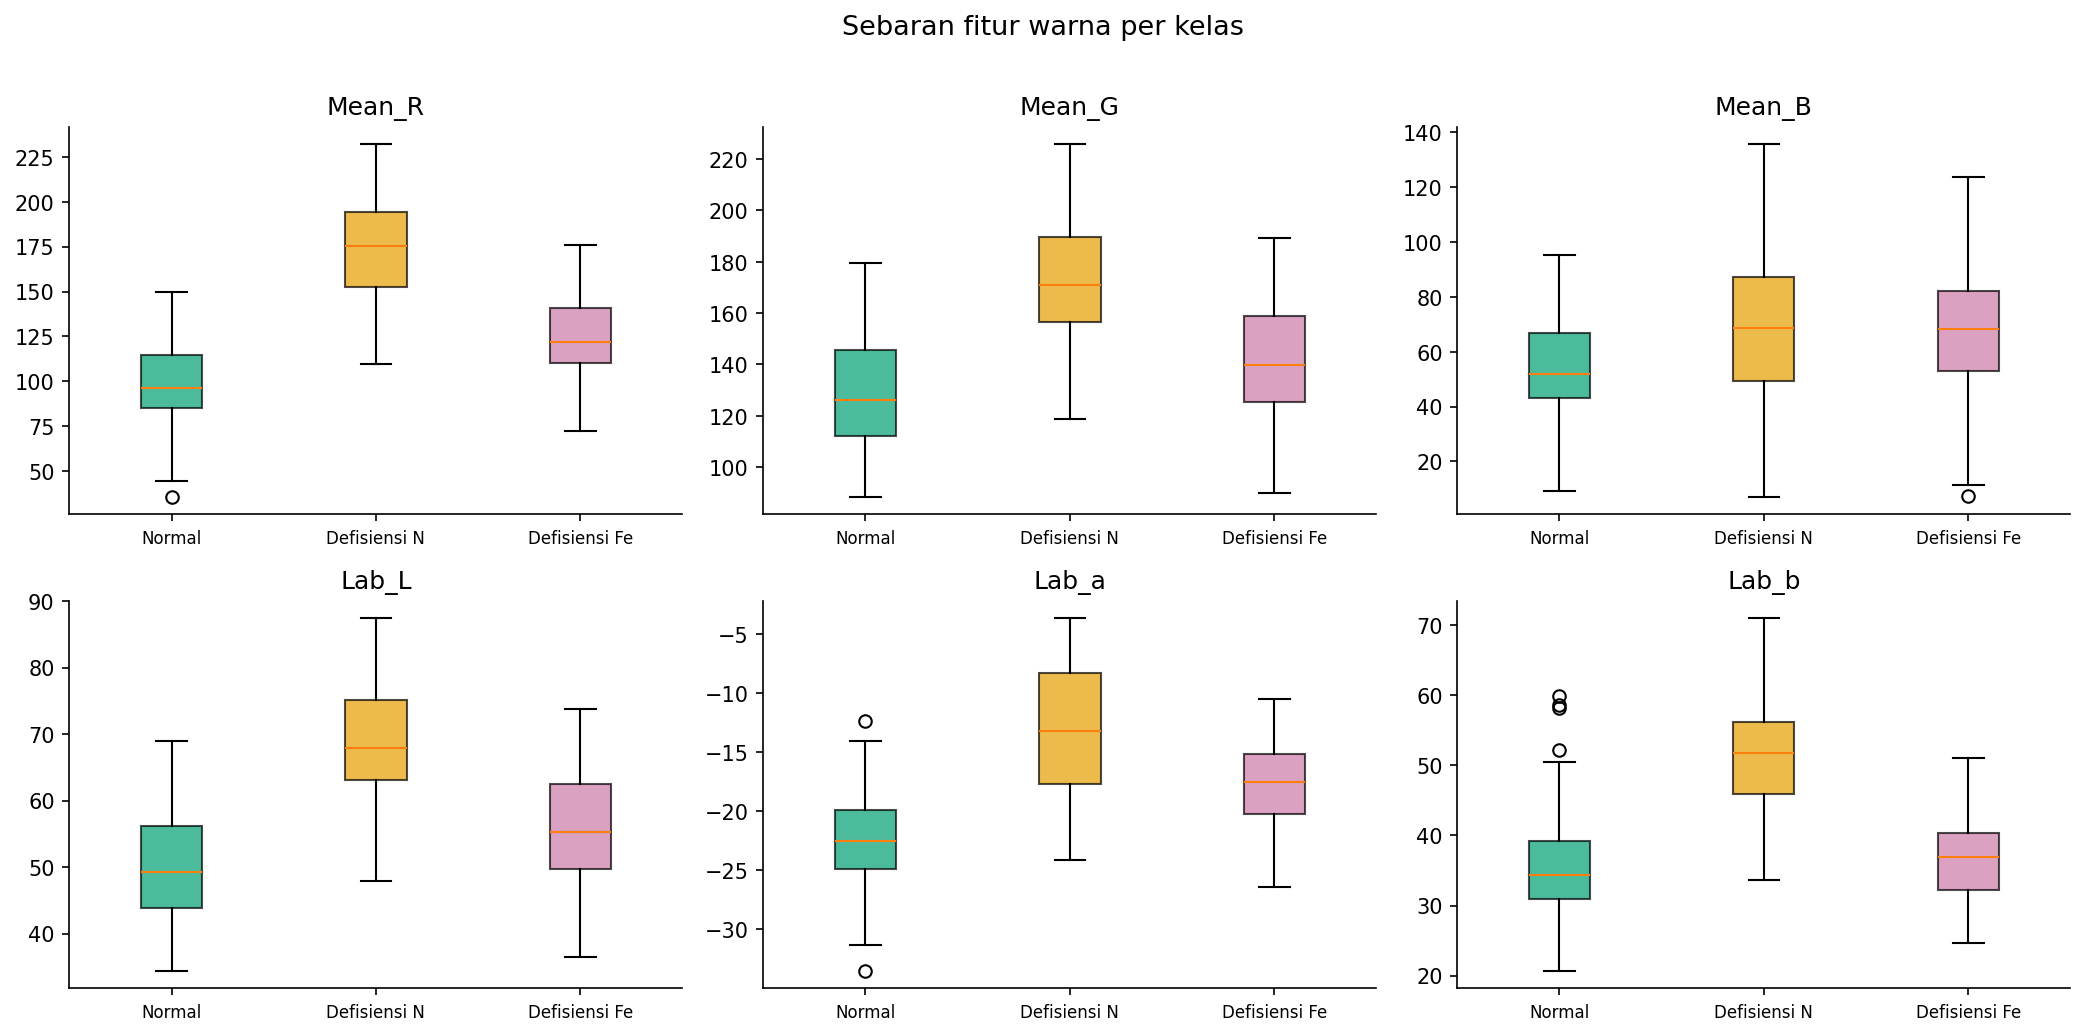 Sebaran fitur warna per kelas
Mean_R
225
200
175
150
125
100
75
50
Normal
Defisiensi N
Defisiensi Fe
Mean_G
220
200
180
160
140
120
100
Normal
Defisiensi N
Defisiensi Fe
Mean_B
140
120
100
80
60
40
20
Normal
Defisiensi N
Defisiensi Fe
Lab_L
90
80
70
60
50
40
Normal
Defisiensi N
Defisiensi Fe
Lab_a
−5
−10
−15
−20
−25
−30
Normal
Defisiensi N
Defisiensi Fe
Lab_b
70
60
50
40
30
20
Normal
Defisiensi N
Defisiensi Fe